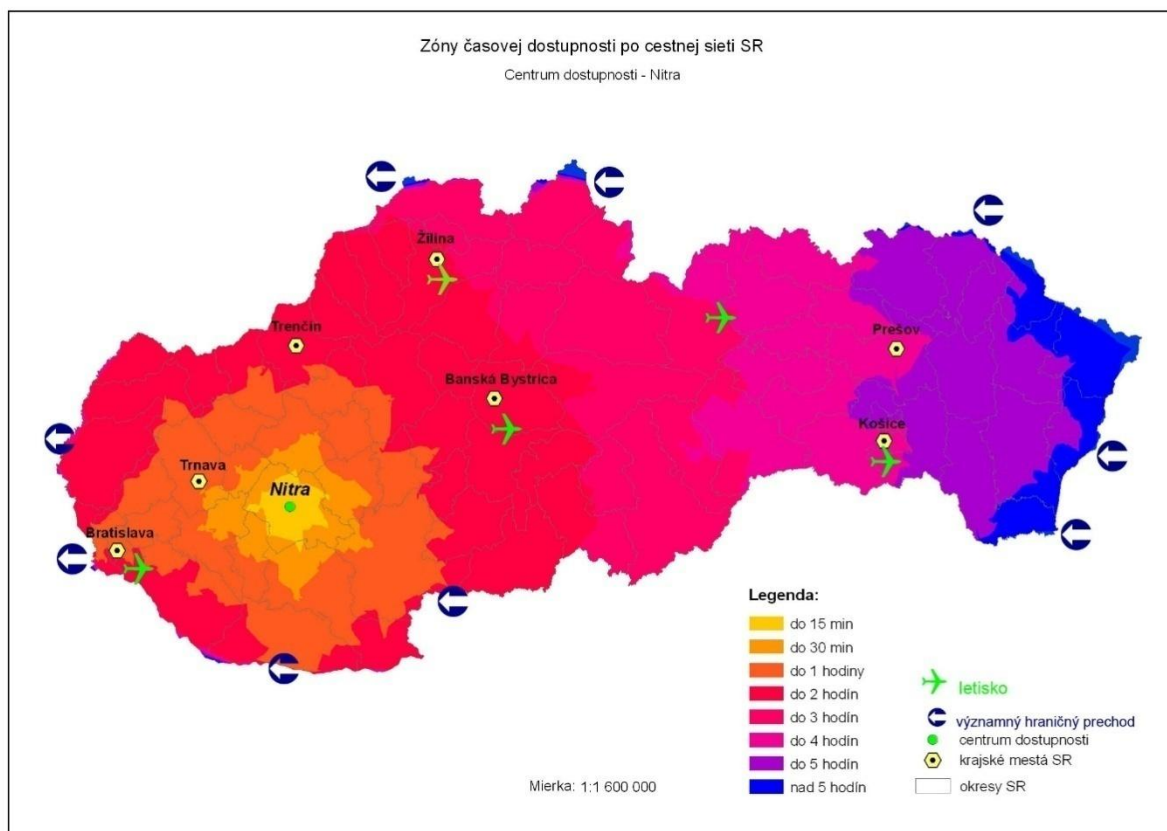 Zóny časovej dostupnosti po cestnej sieti SR
Centrum dostupnosti - Nitra
Žilina
Trenčín
Prešov
Banská Bystrica
Košice
Trnava
Nitra
Bratislava
Legenda:
do 15 min
do 30 min
do 1 hodiny
do 2 hodín
do 3 hodín
do 4 hodín
do 5 hodín
nad 5 hodín
letisko
významný hraničný prechod
centrum dostupnosti
krajské mestá SR
okresy SR
Mierka: 1:1 600 000